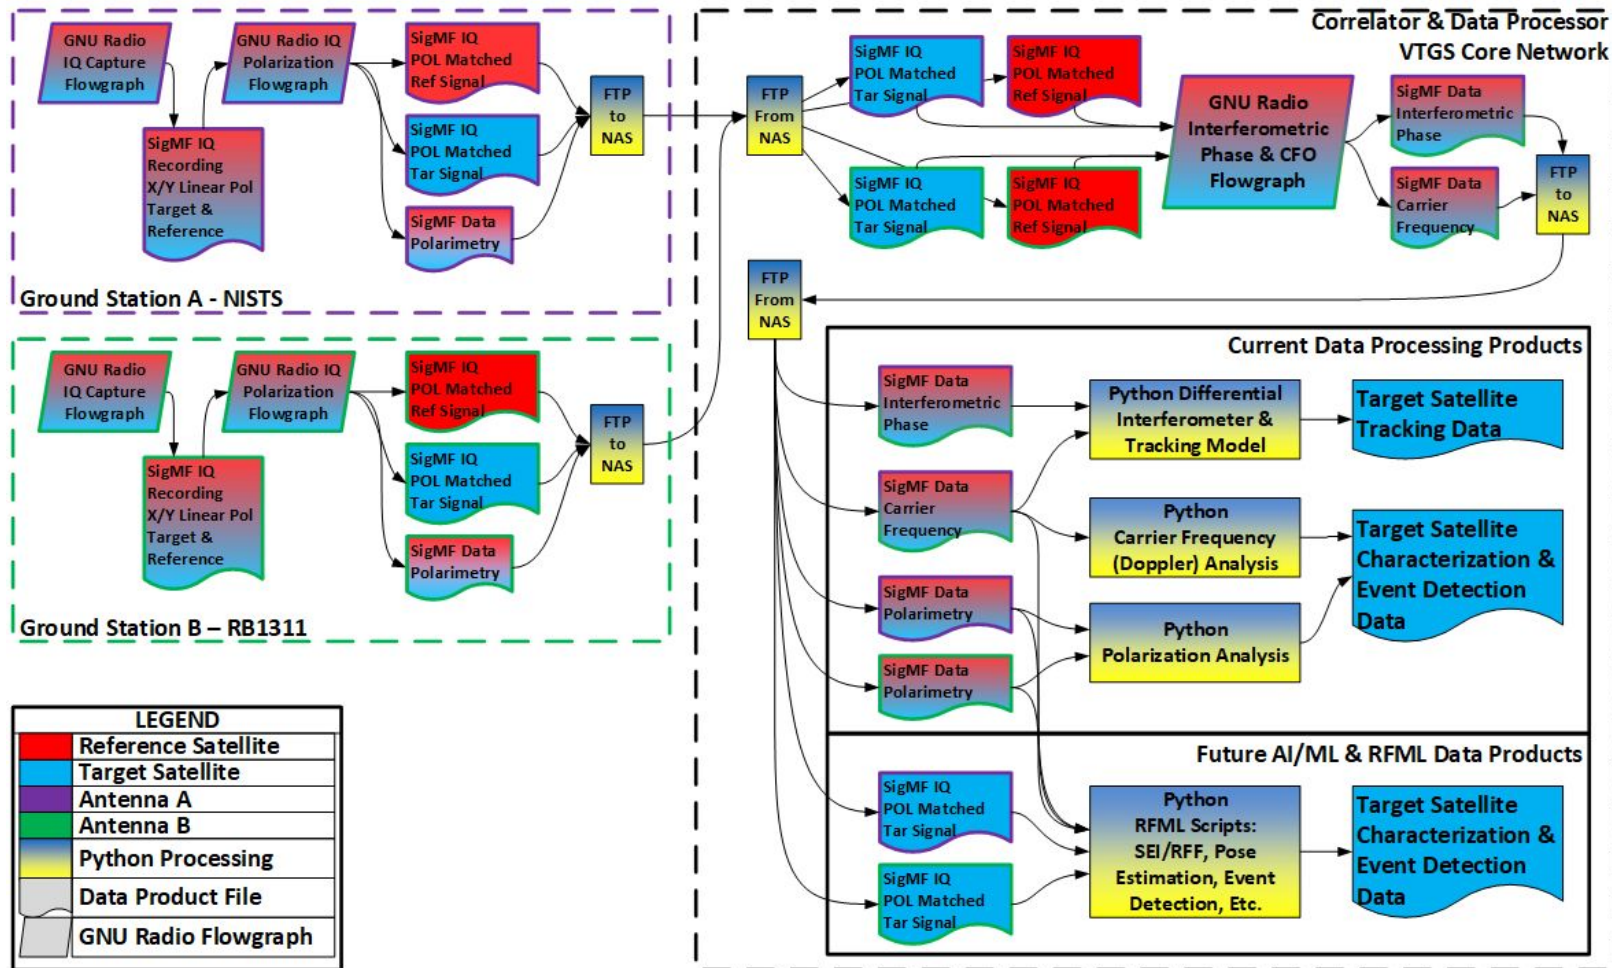 GNU Radio
IQ Capture
Flowgraph
GNU Radio IQ
Polarization
Flowgraph
SigMF IQ
POL Matched
Ref Signal
SigMF IQ
Recording
X/Y Linear Pol
Target &
Reference
SigMF IQ
POL Matched
Tar Signal
SigMF Data
Polarimetry
FTP
to
NAS
Ground Station A - NISTS
GNU Radio
IQ Capture
Flowgraph
GNU Radio IQ
Polarization
Flowgraph
SigMF IQ
POL Matched
Ref Signal
SigMF IQ
Recording
X/Y Linear Pol
Target &
Reference
SigMF IQ
POL Matched
Tar Signal
SigMF Data
Polarimetry
FTP
to
NAS
Ground Station B – RB1311
LEGEND
Reference Satellite
Target Satellite
Antenna A
Antenna B
Python Processing
Data Product File
GNU Radio Flowgraph
Correlator & Data Processor
VTGS Core Network
FTP
From
NAS
SigMF IQ
POL Matched
Tar Signal
SigMF IQ
POL Matched
Ref Signal
SigMF IQ
POL Matched
Tar Signal
SigMF IQ
POL Matched
Ref Signal
GNU Radio
Interferometric
Phase & CFO
Flowgraph
SigMF Data
Interferometric
Phase
SigMF Data
Carrier
Frequency
FTP
to
NAS
FTP
From
NAS
Current Data Processing Products
SigMF Data
Interferometric
Phase
SigMF Data
Carrier
Frequency
SigMF Data
Polarimetry
SigMF Data
Polarimetry
Python Differential
Interferometer &
Tracking Model
Python
Carrier Frequency
(Doppler) Analysis
Python
Polarization Analysis
Target Satellite
Tracking Data
Target Satellite
Characterization &
Event Detection
Data
Future AI/ML & RFML Data Products
SigMF IQ
POL Matched
Tar Signal
SigMF IQ
POL Matched
Tar Signal
Python
RFML Scripts:
SEI/RFF, Pose
Estimation, Event
Detection, Etc.
Target Satellite
Characterization &
Event Detection
Data